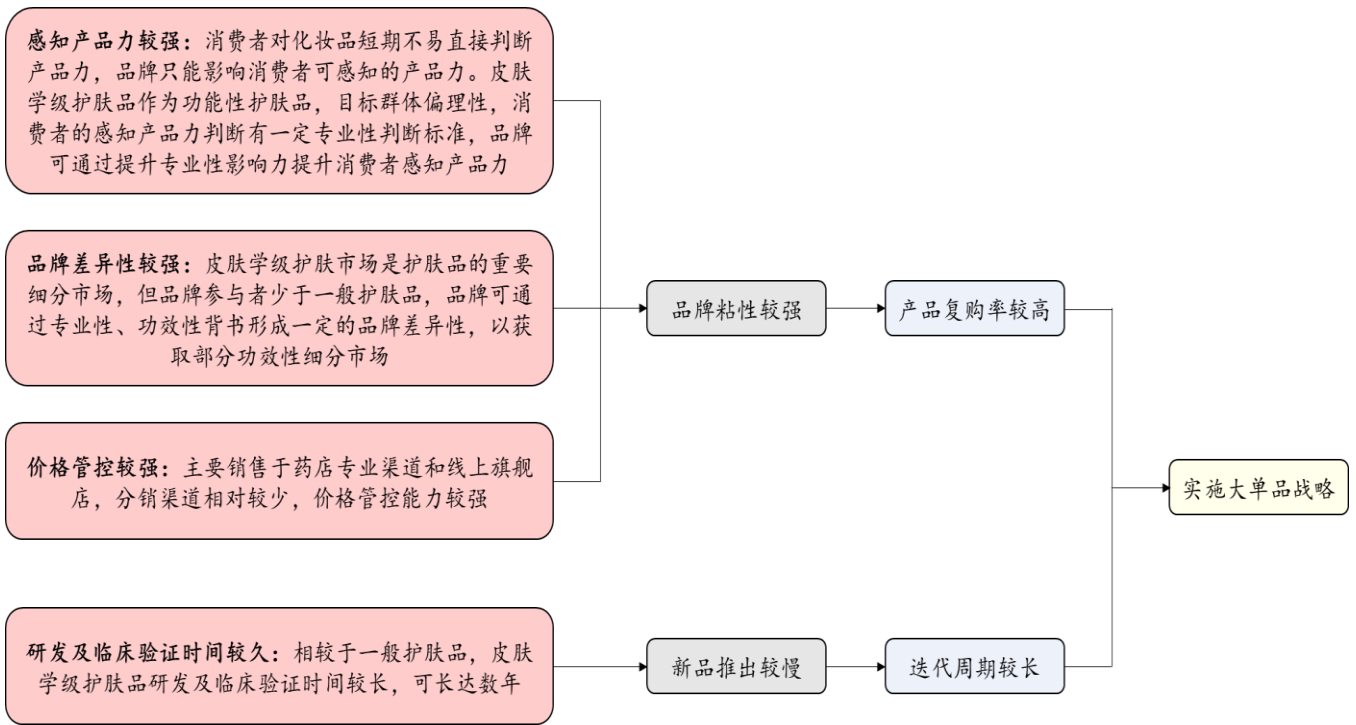 感知产品力较强：消费者对化妆品短期不易直接判断
产品力，品牌只能影响消费者可感知的产品力。皮肤
学级护肤品作为功能性护肤品，目标群体偏理性，消
费者的感知产品力判断有一定专业性判断标准，品牌
可通过提升专业性影响力提升消费者感知产品力
品牌差异性较强：皮肤学级护肤市场是护肤品的重要
细分市场，但品牌参与者少于一般护肤品，品牌可通
过专业性、功效性背书形成一定的品牌差异性，以获
取部分功效性细分市场
价格管控较强：主要销售于药店专业渠道和线上旗舰
店，分销渠道相对较少，价格管控能力较强
研发及临床验证时间较久：相较于一般护肤品，皮肤
学级护肤品研发及临床验证时间较长，可长达数年
品牌粘性较强
产品复购率较高
新品推出较慢
迭代周期较长
实施大单品战略